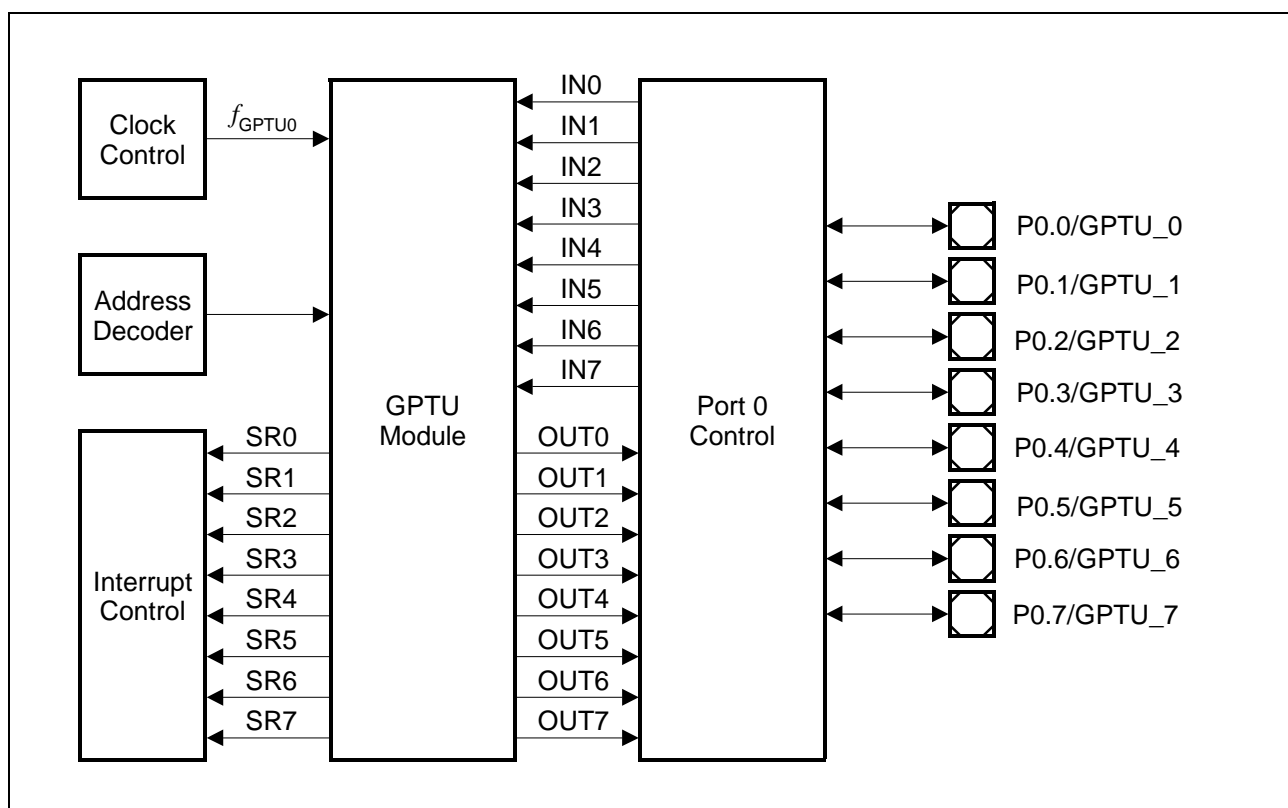 Clock
Control
fGPTU0
Address
Decoder
Interrupt
Control
SR0
SR1
SR2
SR3
SR4
SR5
SR6
SR7
GPTU
Module
IN0
IN1
IN2
IN3
IN4
IN5
IN6
IN7
OUT0
OUT1
OUT2
OUT3
OUT4
OUT5
OUT6
OUT7
Port 0
Control
P0.0/GPTU_0
P0.1/GPTU_1
P0.2/GPTU_2
P0.3/GPTU_3
P0.4/GPTU_4
P0.5/GPTU_5
P0.6/GPTU_6
P0.7/GPTU_7